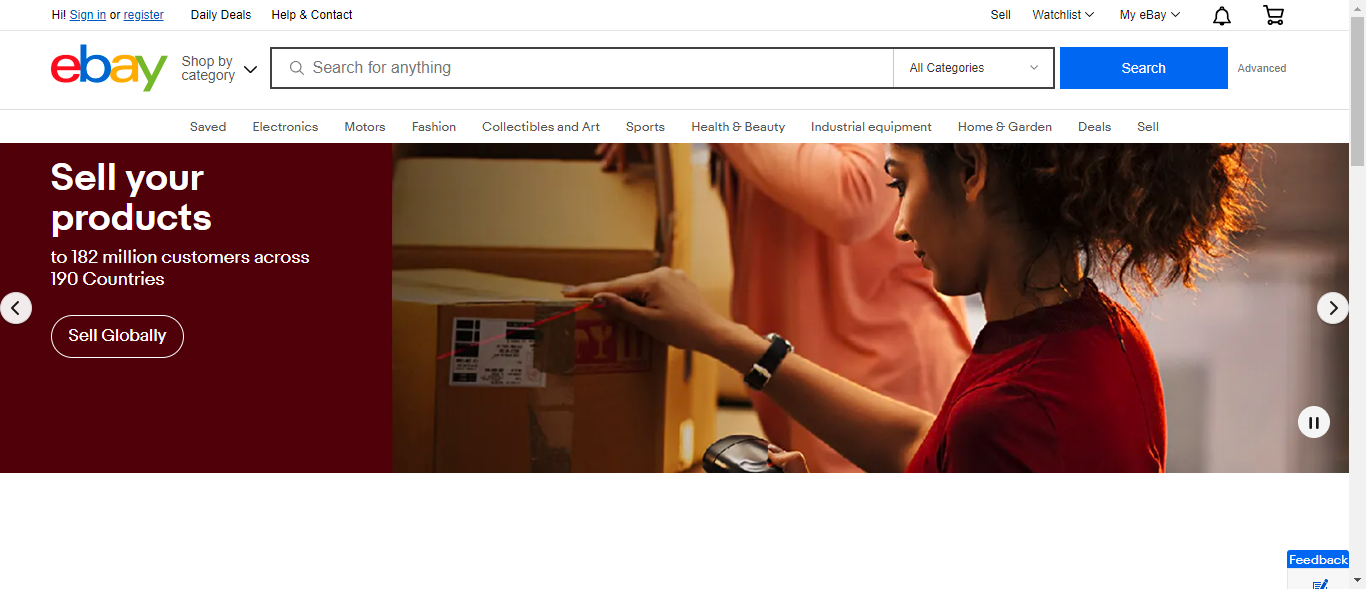 Hi! Sign in or register Daily Deals Help & Contact Sell Watchlist My eBay
ebay
Shop by
category
Search for anything All Categories Search Advanced
Saved Electronics Motors Fashion Collectibles and Art Sports Health & Beauty Industrial equipment Home & Garden Deals Sell
Sell your
products
to 182 million customers across
190 Countries
Sell Globally
Feedback